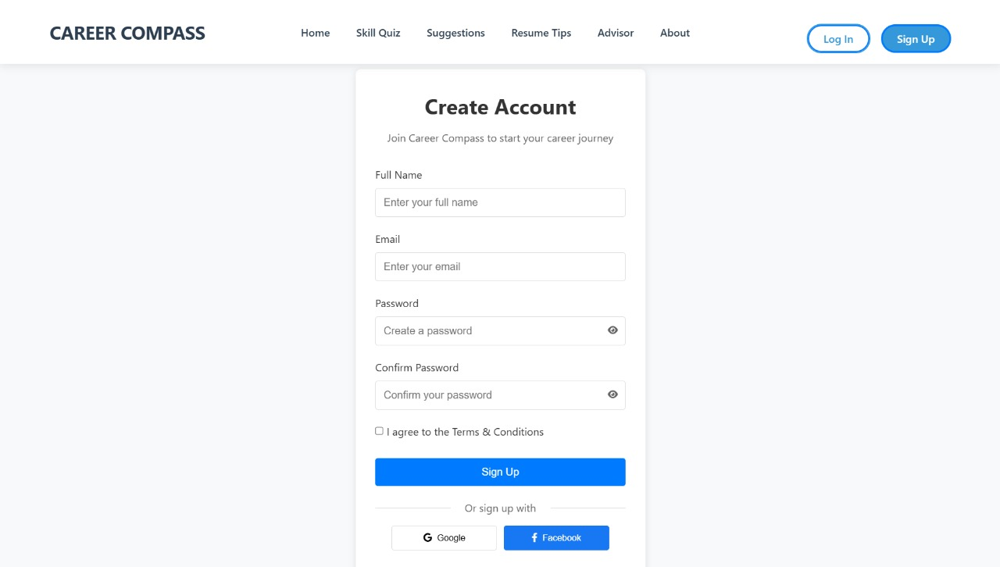 CAREER COMPASS
Home Skill Quiz Suggestions Resume Tips Advisor About
Log In Sign Up
Create Account
Join Career Compass to start your career journey
Full Name
Enter your full name
Email
Enter your email
Password
Create a password
Confirm Password
Confirm your password
I agree to the Terms & Conditions
Sign Up
Or sign up with
Google Facebook